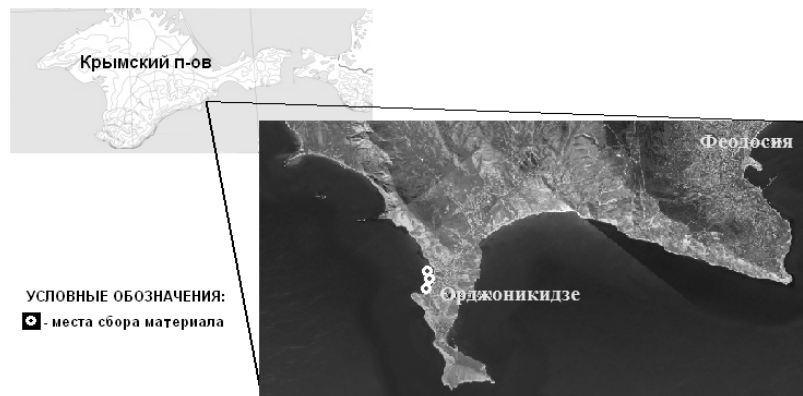 Крымский п-ов
Феодосия
Орджоникидзе
УСЛОВНЫЕ ОБОЗНАЧЕНИЯ:
- места сбора материала